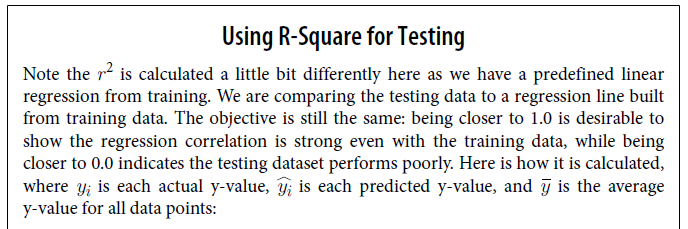 Using R-Square for Testing
Note the r² is calculated a little bit differently here as we have a predefined linear
regression from training. We are comparing the testing data to a regression line built
from training data. The objective is still the same: being closer to 1.0 is desirable to
show the regression correlation is strong even with the training data, while being
closer to 0.0 indicates the testing dataset performs poorly. Here is how it is calculated,
where yᵢ is each actual y-value, ŷᵢ is each predicted y-value, and ȳ is the average
y-value for all data points: